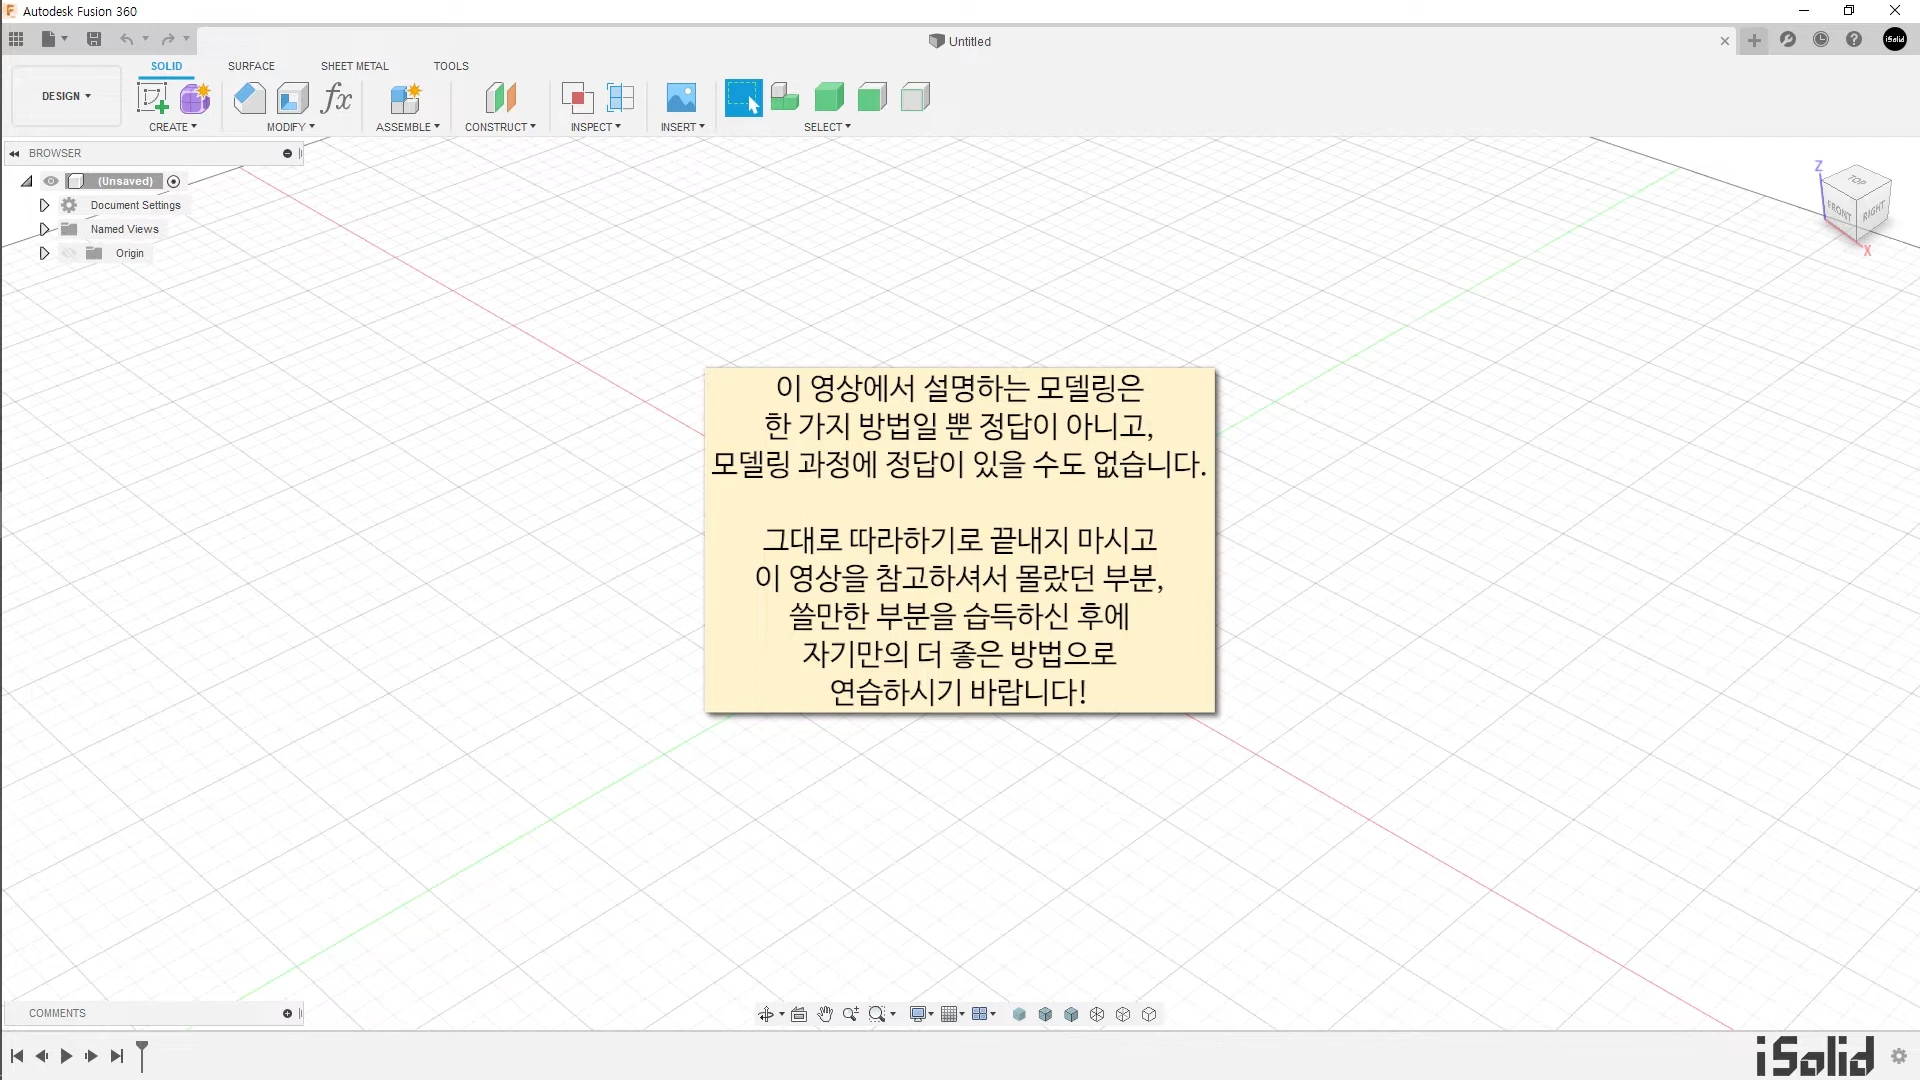 Autodesk Fusion 360
Untitled
iSolid
DESIGN
SOLID
SURFACE
SHEET METAL
TOOLS
CREATE
MODIFY
ASSEMBLE
CONSTRUCT
INSPECT
INSERT
SELECT
BROWSER
(Unsaved)
Document Settings
Named Views
Origin
Z
TOP
FRONT
RIGHT
X
이 영상에서 설명하는 모델링은
한 가지 방법일 뿐 정답이 아니고,
모델링 과정에 정답이 있을 수도 없습니다.
그대로 따라하기로 끝내지 마시고
이 영상을 참고하셔서 몰랐던 부분,
쓸만한 부분을 습득하신 후에
자기만의 더 좋은 방법으로
연습하시기 바랍니다!
COMMENTS
iSolid